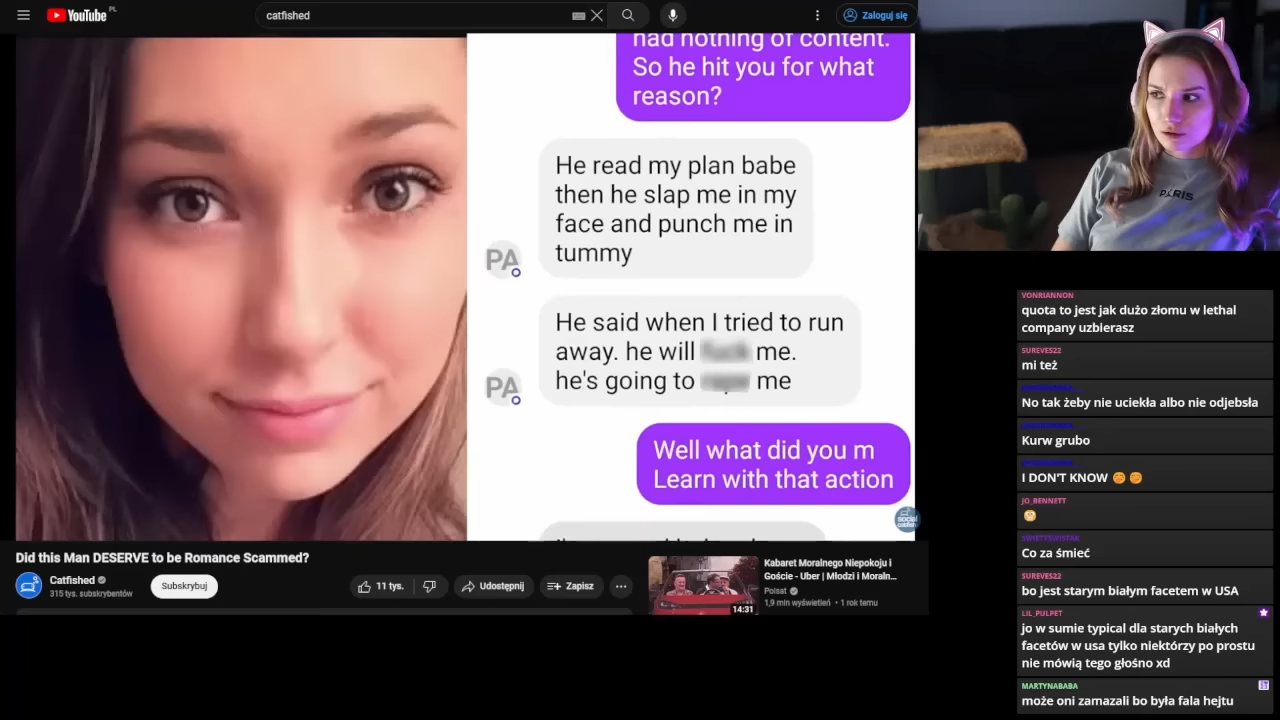 YouTube PL
catfished
Zaloguj się
had nothing of content.
So he hit you for what
reason?
He read my plan babe
then he slap me in my
face and punch me in
tummy
PA
He said when I tried to run
away. he will me.
he's going to me
PA
Well what did you m
Learn with that action
social
catfish
Did this Man DESERVE to be Romance Scammed?
Catfished
315 tys. subskrybentów
Subskrybuj
11 tys.
Udostępnij
Zapisz
Kabaret Moralnego Niepokoju i
Goście - Uber | Młodzi i Moraln...
Polsat
1,9 mln wyświetleń • 1 rok temu
14:31
PARIS
VONRIANNON
quota to jest jak dużo złomu w lethal
company uzbierasz
SUREVES22
mi też
No tak żeby nie uciekła albo nie odjebsła
Kurw grubo
I DON'T KNOW
JO_BENNETT
Co za śmieć
SUREVES22
bo jest starym białym facetem w USA
LIL_PULPET
jo w sumie typical dla starych białych
facetów w usa tylko niektórzy po prostu
nie mówią tego głośno xd
MARTYNABABA
może oni zamazali bo była fala hejtu